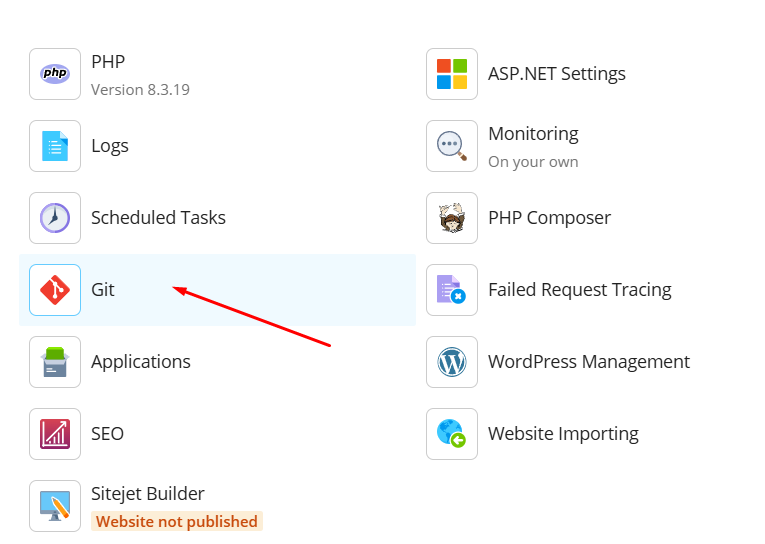 php
PHP
Version 8.3.19
Logs
Scheduled Tasks
Git
Applications
SEO
Sitejet Builder
Website not published
ASP.NET Settings
Monitoring
On your own
PHP Composer
Failed Request Tracing
WordPress Management
Website Importing